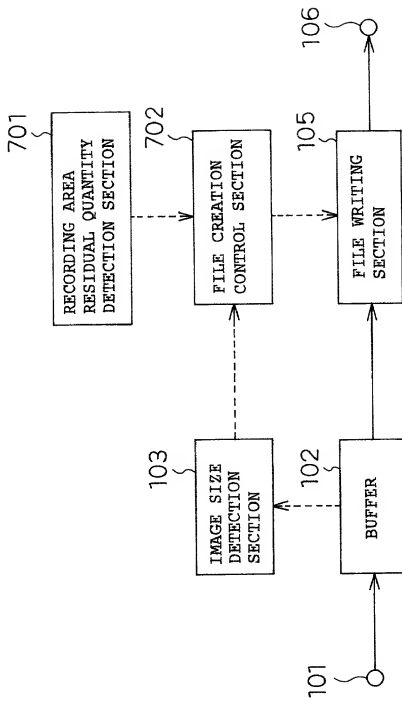 701
RECORDING AREA
RESIDUAL QUANTITY
DETECTION SECTION
103
IMAGE SIZE
DETECTION
SECTION
702
FILE CREATION
CONTROL SECTION
101
102
BUFFER
105
FILE WRITING
SECTION
106